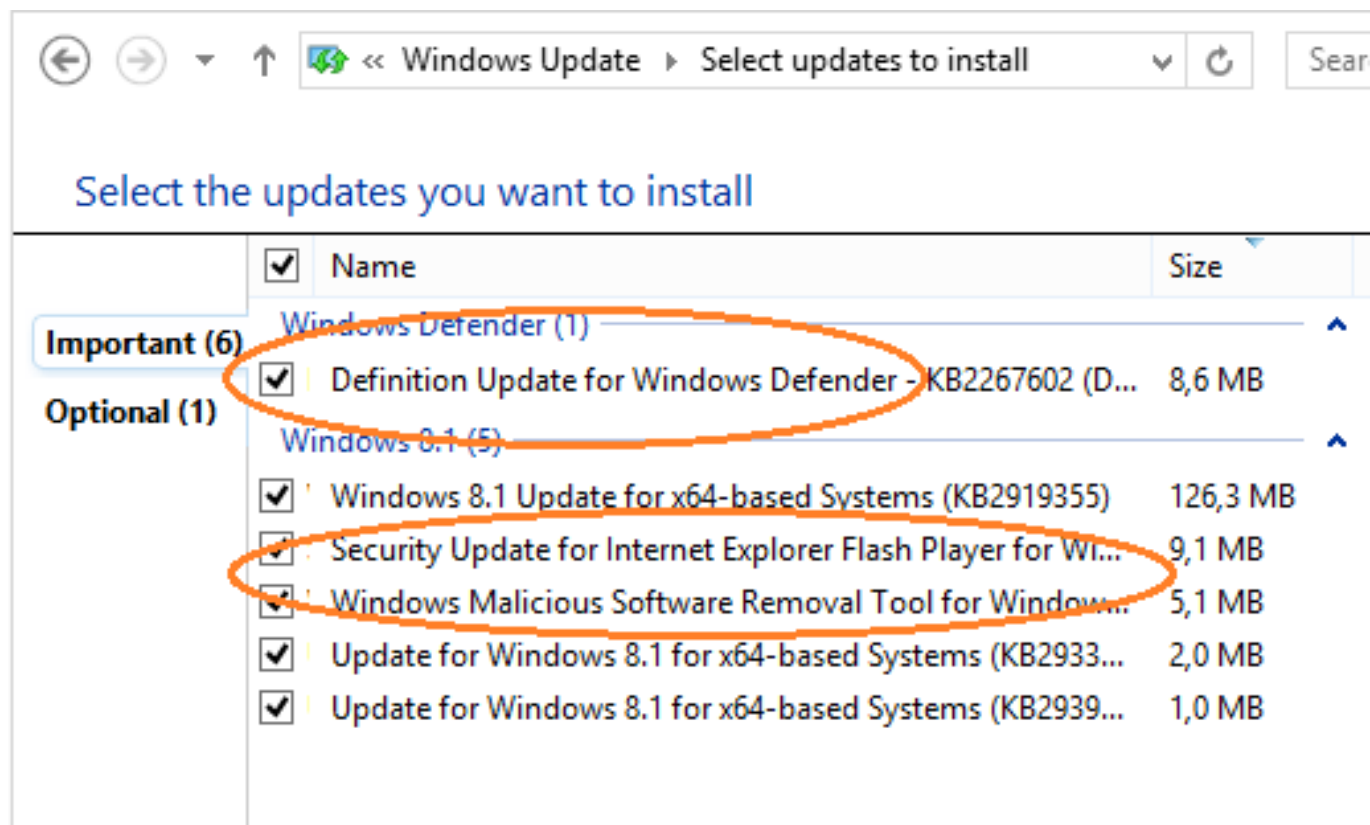 « Windows Update Select updates to install
Sear
Select the updates you want to install
Name Size
Important (6)
Optional (1)
Windows Defender (1)
Definition Update for Windows Defender - KB2267602 (D... 8,6 MB
Windows 8.1 (5)
Windows 8.1 Update for x64-based Systems (KB2919355) 126,3 MB
Security Update for Internet Explorer Flash Player for Wi... 9,1 MB
Windows Malicious Software Removal Tool for Window... 5,1 MB
Update for Windows 8.1 for x64-based Systems (KB2933... 2,0 MB
Update for Windows 8.1 for x64-based Systems (KB2939... 1,0 MB